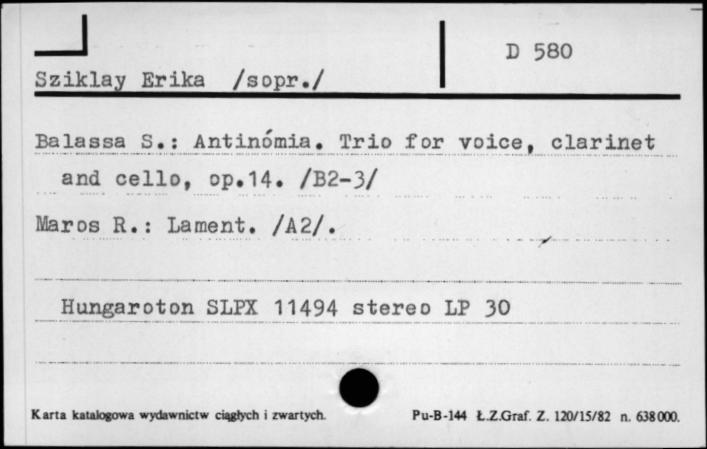 D 580
Sziklay Erika /sopr./
Balassa S.: Antinómia. Trio for voice, clarinet
and cello, op.14. /B2-3/
Maros R.: Lament. /A2/.
Hungaroton SLPX 11494 stereo LP 30
Karta katalogowa wydawnictw ciągłych i zwartych.
Pu-B-144 Ł.Z.Graf. Z. 120/15/82 n. 638000.